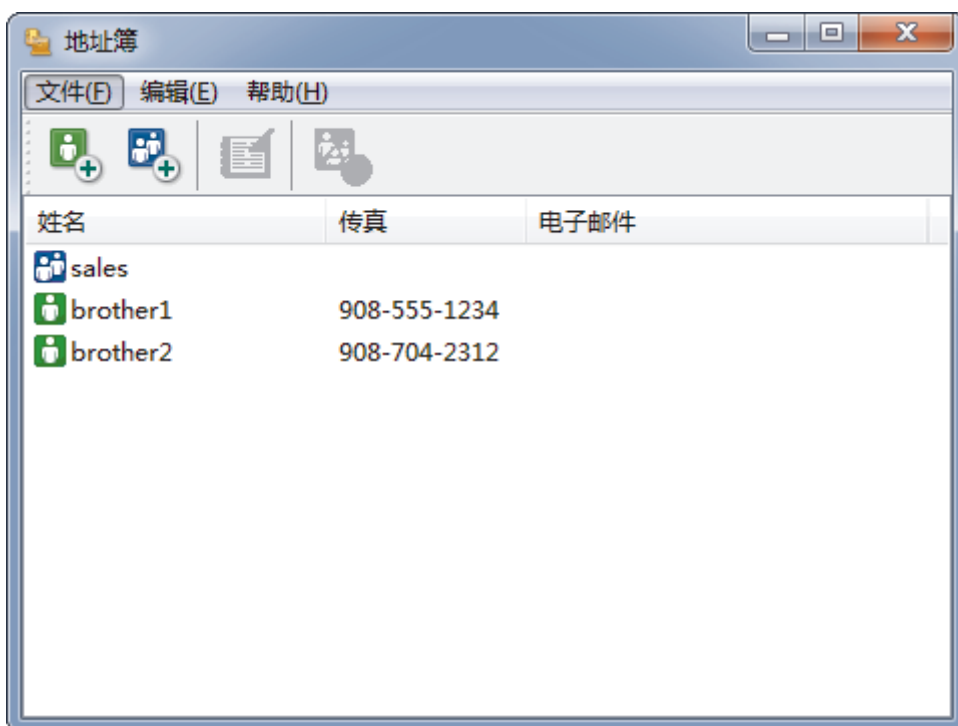 地址簿
文件(F) 编辑(E) 帮助(H)
姓名 传真 电子邮件
sales
brother1 908-555-1234
brother2 908-704-2312